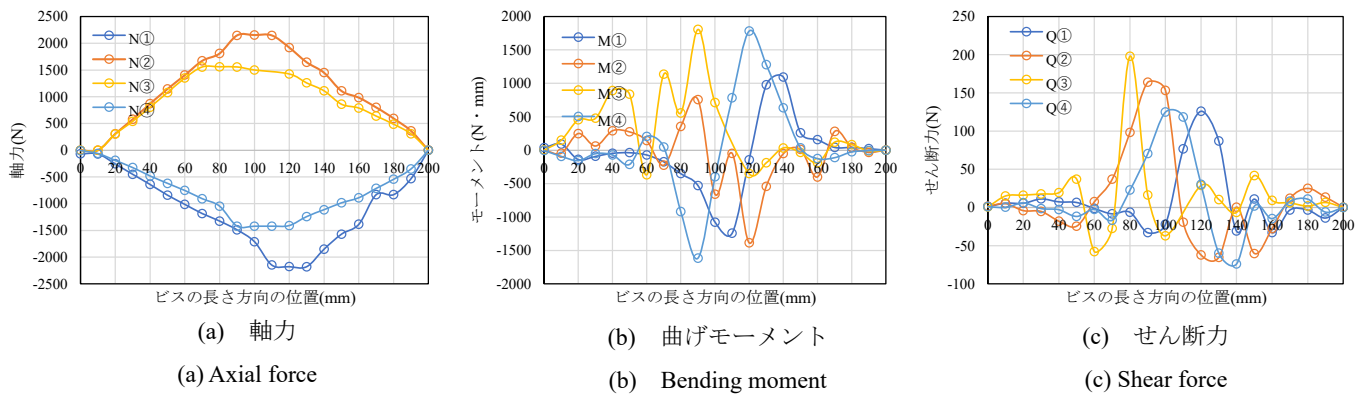 2500
2000
1500
1000
500
0
-500
-1000
-1500
-2000
-2500
軸力(N)
N①
N②
N③
N④
0 20 40 60 80 100 120 140 160 180 200
ビスの長さ方向の位置(mm)
(a) 軸力
(a) Axial force
2000
1500
1000
500
0
-500
-1000
-1500
-2000
モーメント(N・mm)
M①
M②
M③
M④
0 20 40 60 80 100 120 140 160 180 200
ビスの長さ方向の位置(mm)
(b) 曲げモーメント
(b) Bending moment
250
200
150
100
50
0
-50
-100
せん断力(N)
Q①
Q②
Q③
Q④
0 20 40 60 80 100 120 140 160 180 200
ビスの長さ方向の位置(mm)
(c) せん断力
(c) Shear force